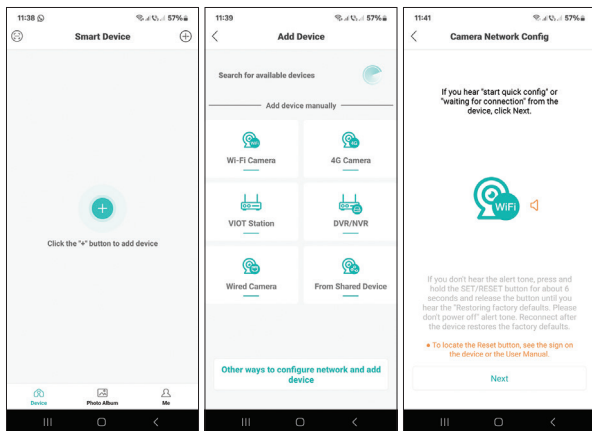 11:38
57%
Smart Device
Click the "+" button to add device
Device
Photo Album
Me
11:39
57%
Add Device
Search for available devices
Add device manually
WiFi
Wi-Fi Camera
4G
4G Camera
VIOT Station
DVR/NVR
Wired Camera
From Shared Device
Other ways to configure network and add
device
11:41
57%
Camera Network Config
If you hear "start quick config" or
"waiting for connection" from the
device, click Next.
WiFi
If you don't hear the alert tone, press and
hold the SET/RESET button for about 6
seconds and release the button until you
hear the "Restoring factory defaults. Please
don't power off" alert tone. Reconnect after
the device restores the factory defaults.
To locate the Reset button, see the sign on
the device or the User Manual.
Next